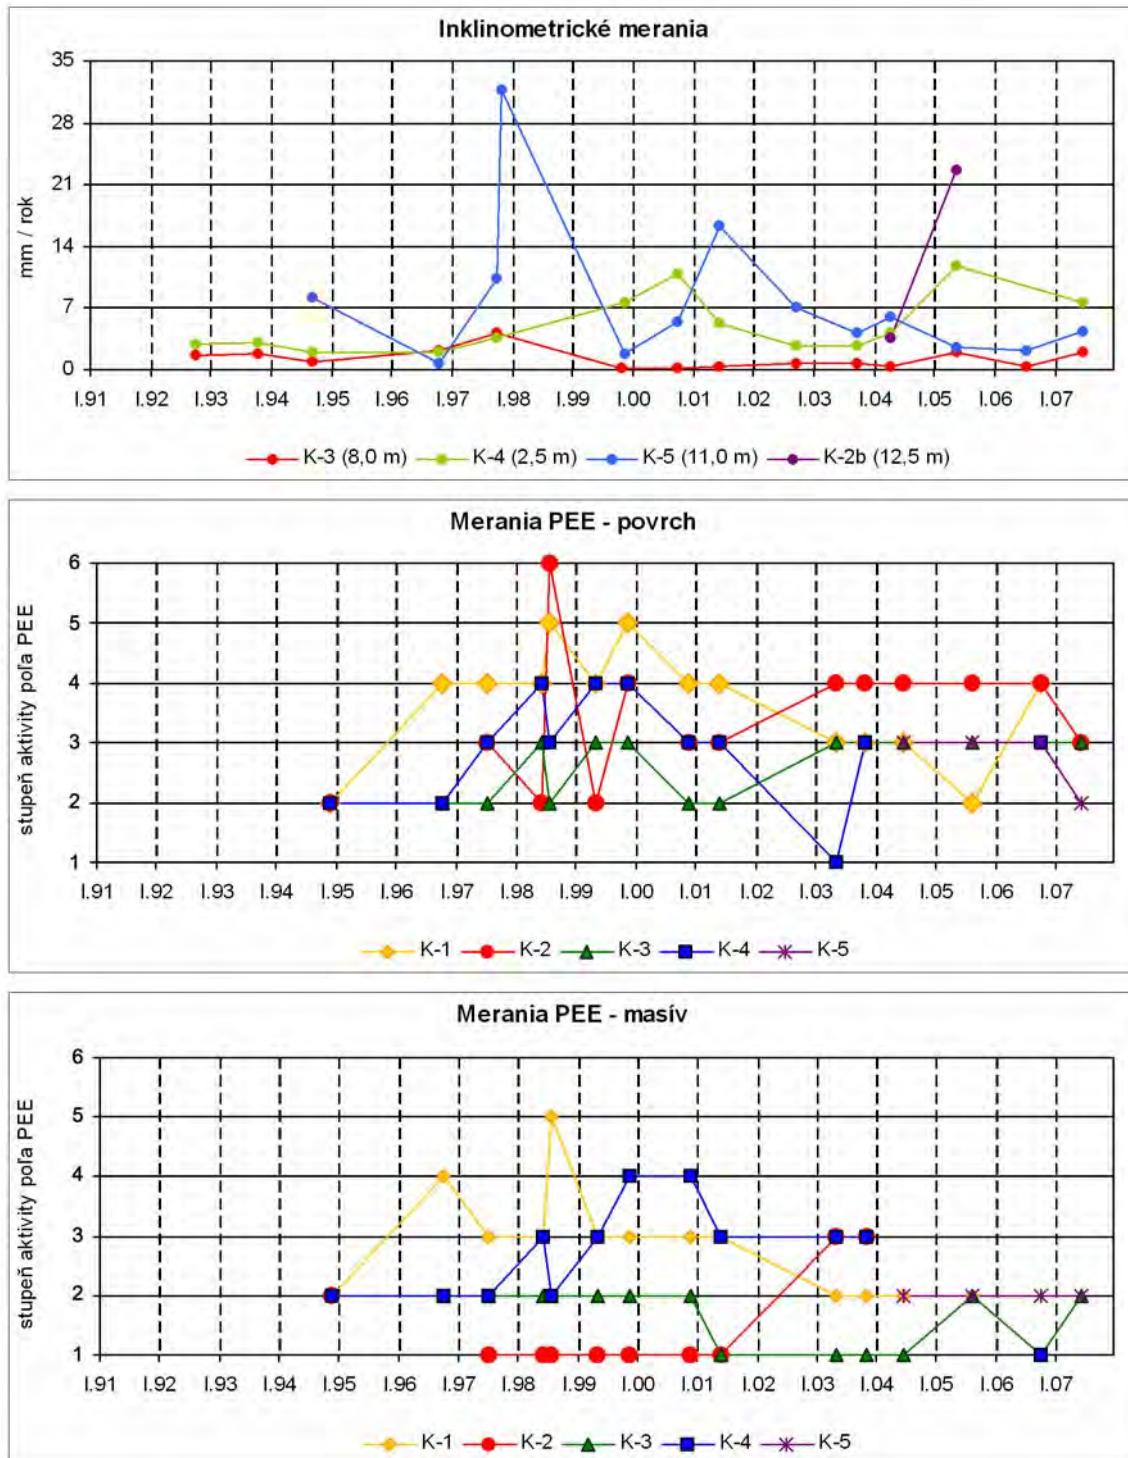 Inklinometrické merania
mm / rok
35
28
21
14
7
0
I.91 I.92 I.93 I.94 I.95 I.96 I.97 I.98 I.99 I.00 I.01 I.02 I.03 I.04 I.05 I.06 I.07
K-3 (8,0 m) K-4 (2,5 m) K-5 (11,0 m) K-2b (12,5 m)
Merania PEE - povrch
stupeň aktivity poľa PEE
6
5
4
3
2
1
I.91 I.92 I.93 I.94 I.95 I.96 I.97 I.98 I.99 I.00 I.01 I.02 I.03 I.04 I.05 I.06 I.07
K-1 K-2 K-3 K-4 K-5
Merania PEE - masív
stupeň aktivity poľa PEE
6
5
4
3
2
1
I.91 I.92 I.93 I.94 I.95 I.96 I.97 I.98 I.99 I.00 I.01 I.02 I.03 I.04 I.05 I.06 I.07
K-1 K-2 K-3 K-4 K-5